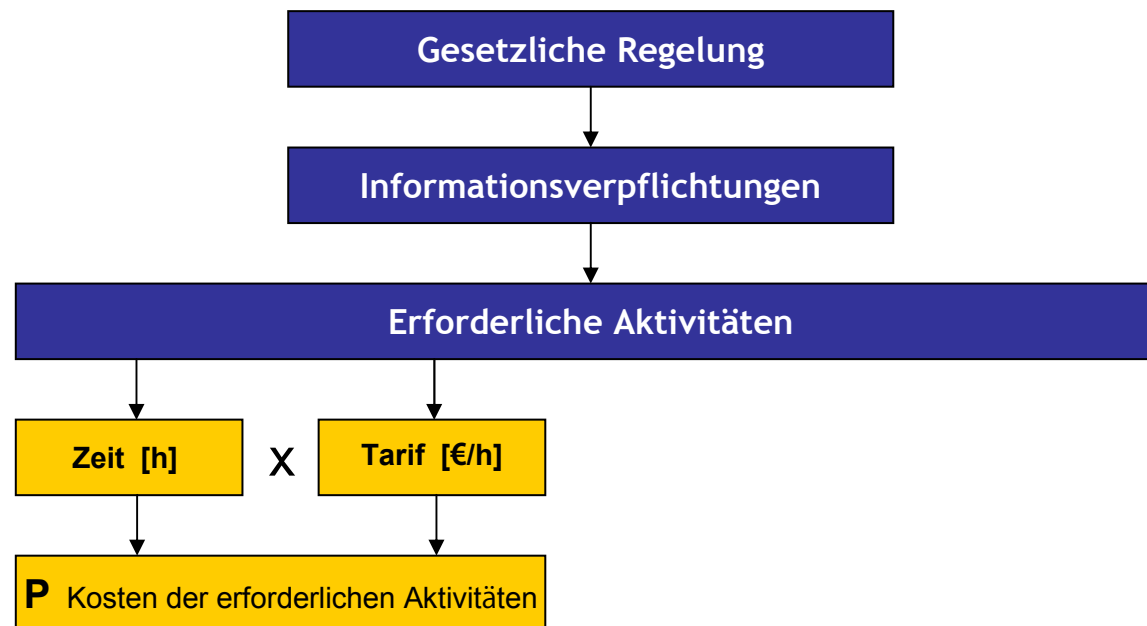 Gesetzliche Regelung
Informationsverpflichtungen
Erforderliche Aktivitäten
Zeit [h] X Tarif [€/h]
P Kosten der erforderlichen Aktivitäten